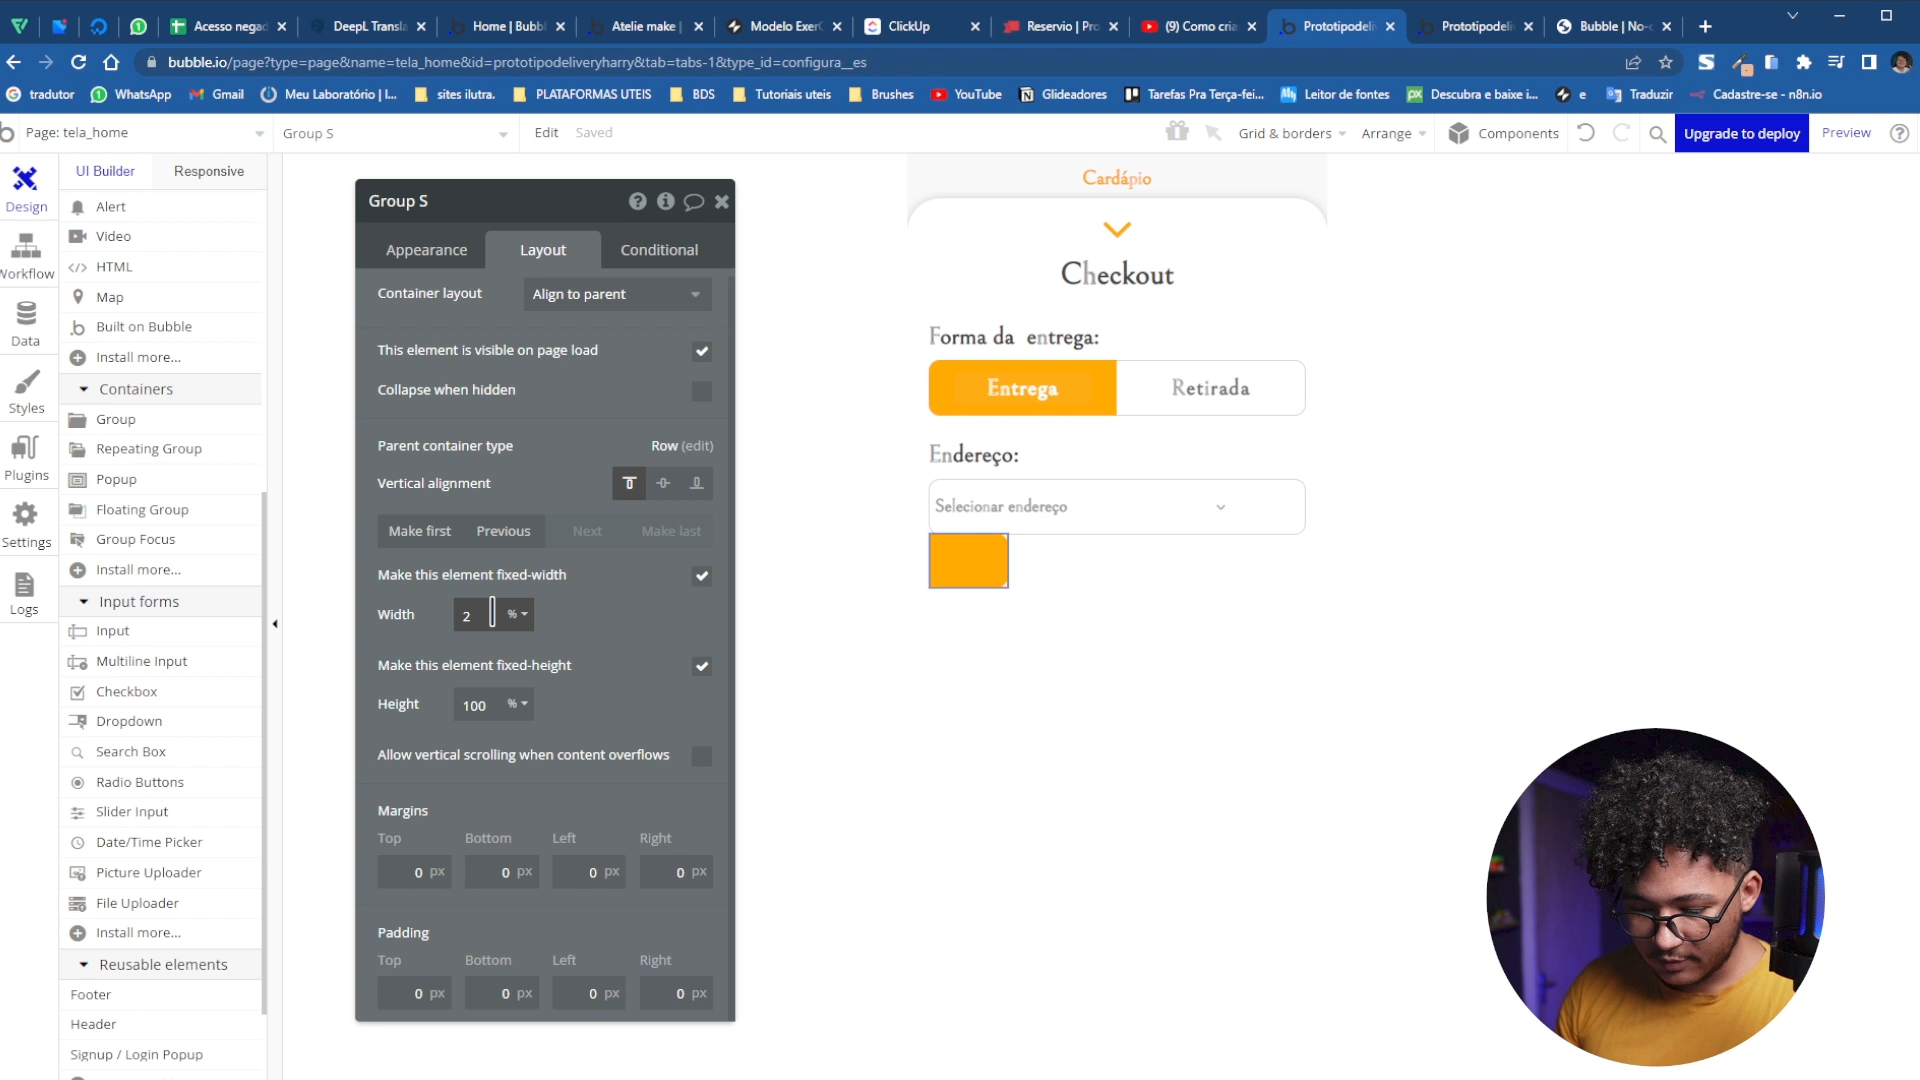 Acesso negad
DeepL Transla
Home | Bubbl
Atelie make |
Modelo ExerC
ClickUp
Reservio | Pro
(9) Como cria
Prototipodeliv
Prototipodeliv
Bubble | No-c
bubble.io/page?type=page&name=tela_home&id=prototipodeliveryharry&tab=tabs-1&type_id=configura__es
tradutor
WhatsApp
Gmail
Meu Laboratório | I...
sites ilutra.
PLATAFORMAS UTEIS
BDS
Tutoriais uteis
Brushes
YouTube
Glideadores
Tarefas Pra Terça-fei...
Leitor de fontes
Descubra e baixe i...
e
Traduzir
Cadastre-se - n8n.io
Page: tela_home
Group S
Edit
Saved
Grid & borders
Arrange
Components
Upgrade to deploy
Preview
Design
Workflow
Data
Styles
Plugins
Settings
Logs
UI Builder
Responsive
Alert
Video
HTML
Map
Built on Bubble
Install more...
Containers
Group
Repeating Group
Popup
Floating Group
Group Focus
Install more...
Input forms
Input
Multiline Input
Checkbox
Dropdown
Search Box
Radio Buttons
Slider Input
Date/Time Picker
Picture Uploader
File Uploader
Install more...
Reusable elements
Footer
Header
Signup / Login Popup
Group S
Appearance
Layout
Conditional
Container layout
Align to parent
This element is visible on page load
Collapse when hidden
Parent container type
Row (edit)
Vertical alignment
Make first
Previous
Next
Make last
Make this element fixed-width
Width
2 %
Make this element fixed-height
Height
100 %
Allow vertical scrolling when content overflows
Margins
Top Bottom Left Right
0 px 0 px 0 px 0 px
Padding
Top Bottom Left Right
0 px 0 px 0 px 0 px
Cardápio
Checkout
Forma da entrega:
Entrega
Retirada
Endereço:
Selecionar endereço